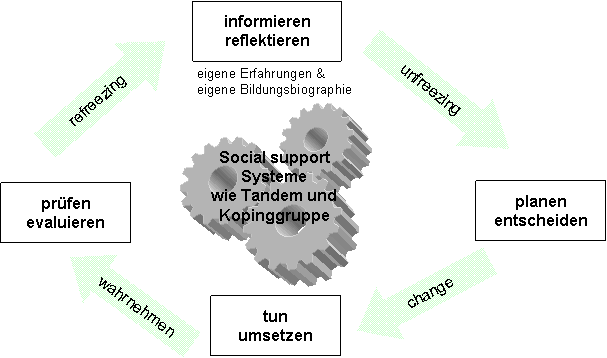 informieren
reflektieren
eigene Erfahrungen &
eigene Bildungsbiographie
refreezing
unfreezing
Social support
Systeme
wie Tandem und
Kopinggruppe
prüfen
evaluieren
planen
entscheiden
wahrnehmen
change
tun
umsetzen